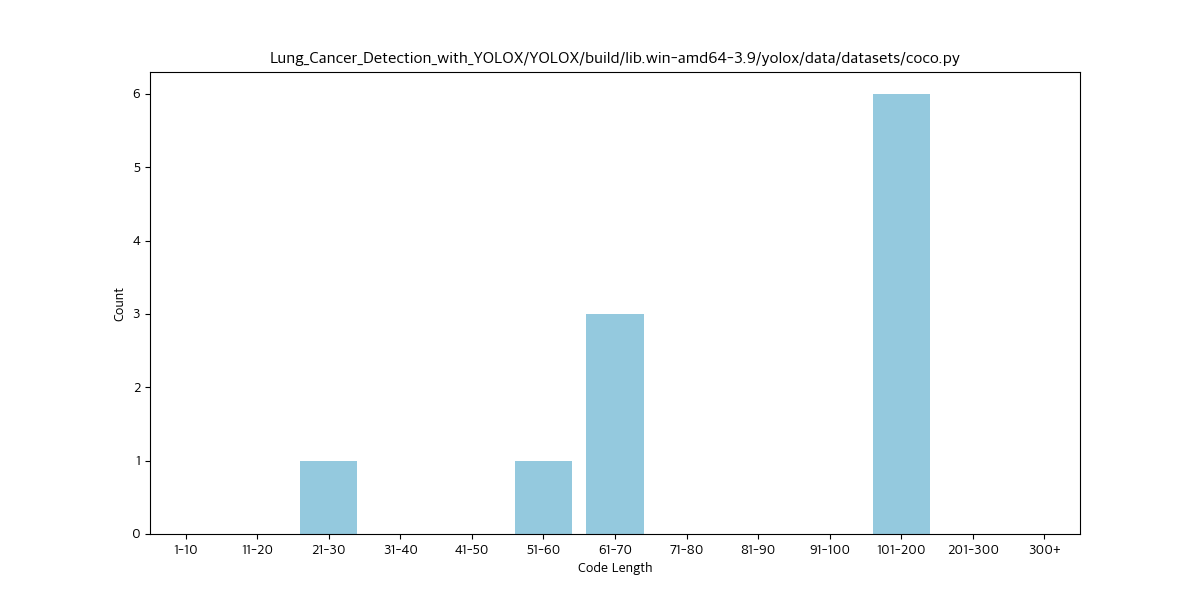 Lung_Cancer_Detection_with_YOLOX/YOLOX/build/lib.win-amd64-3.9/yolox/data/datasets/coco.py
6
5
4
3
2
1
0
Count
1-10 11-20 21-30 31-40 41-50 51-60 61-70 71-80 81-90 91-100 101-200 201-300 300+
Code Length